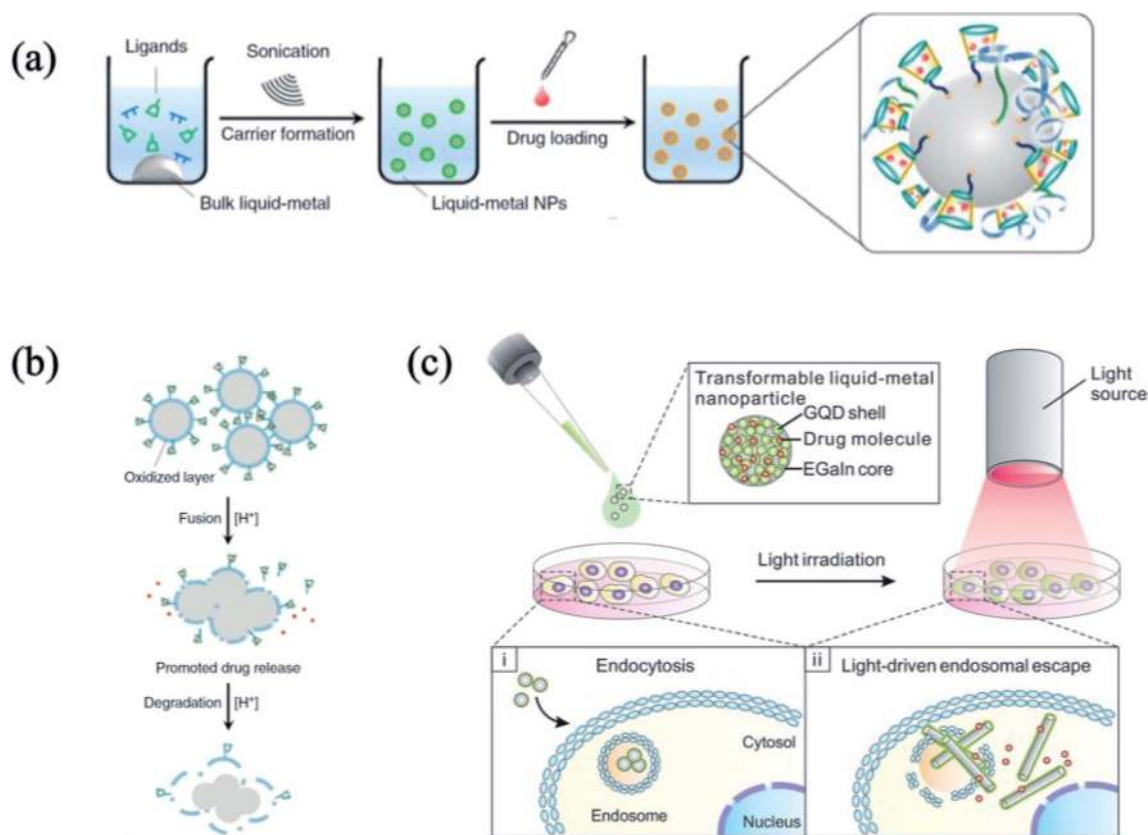 (a)
Ligands
Sonication
Carrier formation
Drug loading
Bulk liquid-metal
Liquid-metal NPs
(b)
Oxidized layer
Fusion [H⁺]
Promoted drug release
Degradation [H⁺]
(c)
Transformable liquid-metal
nanoparticle
GQD shell
Drug molecule
EGaIn core
Light
source
Light irradiation
i
Endocytosis
Cytosol
Endosome
Nucleus
ii
Light-driven endosomal escape